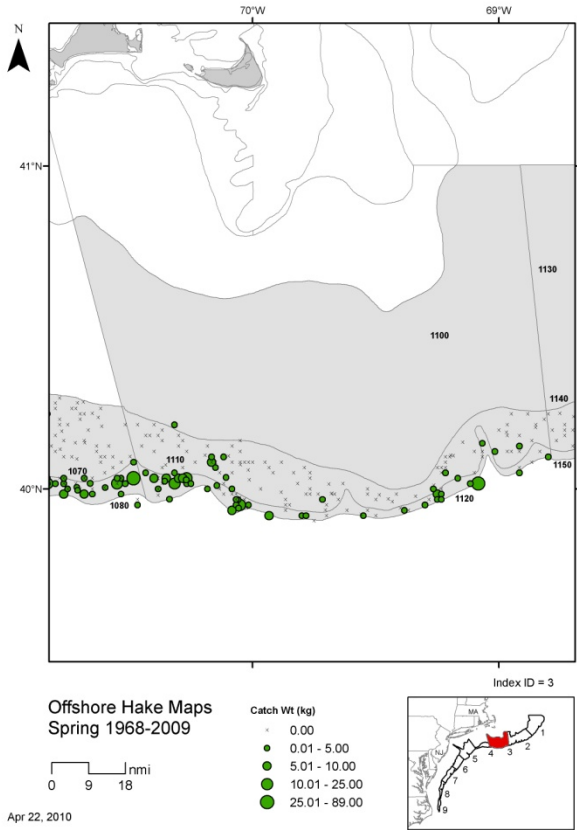 70°W
69°W
N
41°N
1130
1100
1140
1070
1110
1150
40°N
1080
1120
Index ID = 3
Offshore Hake Maps
Spring 1968-2009
0 9 18 nmi
Catch Wt (kg)
0.00
0.01 - 5.00
5.01 - 10.00
10.01 - 25.00
25.01 - 89.00
MA
NJ
1
2
3
4
5
6
7
8
9
Apr 22, 2010